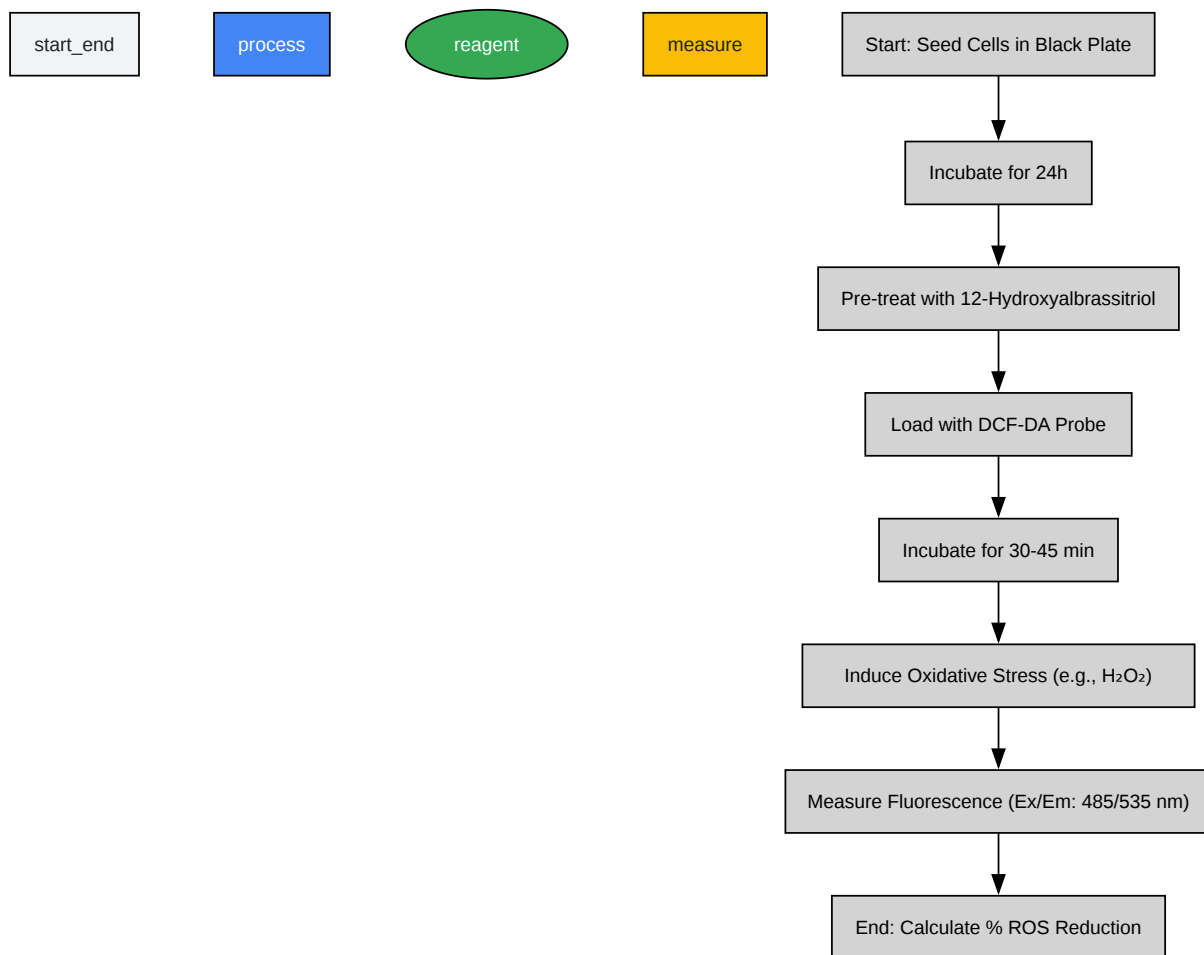 start_end
process
reagent
measure
Start: Seed Cells in Black Plate
Incubate for 24h
Pre-treat with 12-Hydroxyalbrassitriol
Load with DCF-DA Probe
Incubate for 30-45 min
Induce Oxidative Stress (e.g., H₂O₂)
Measure Fluorescence (Ex/Em: 485/535 nm)
End: Calculate % ROS Reduction